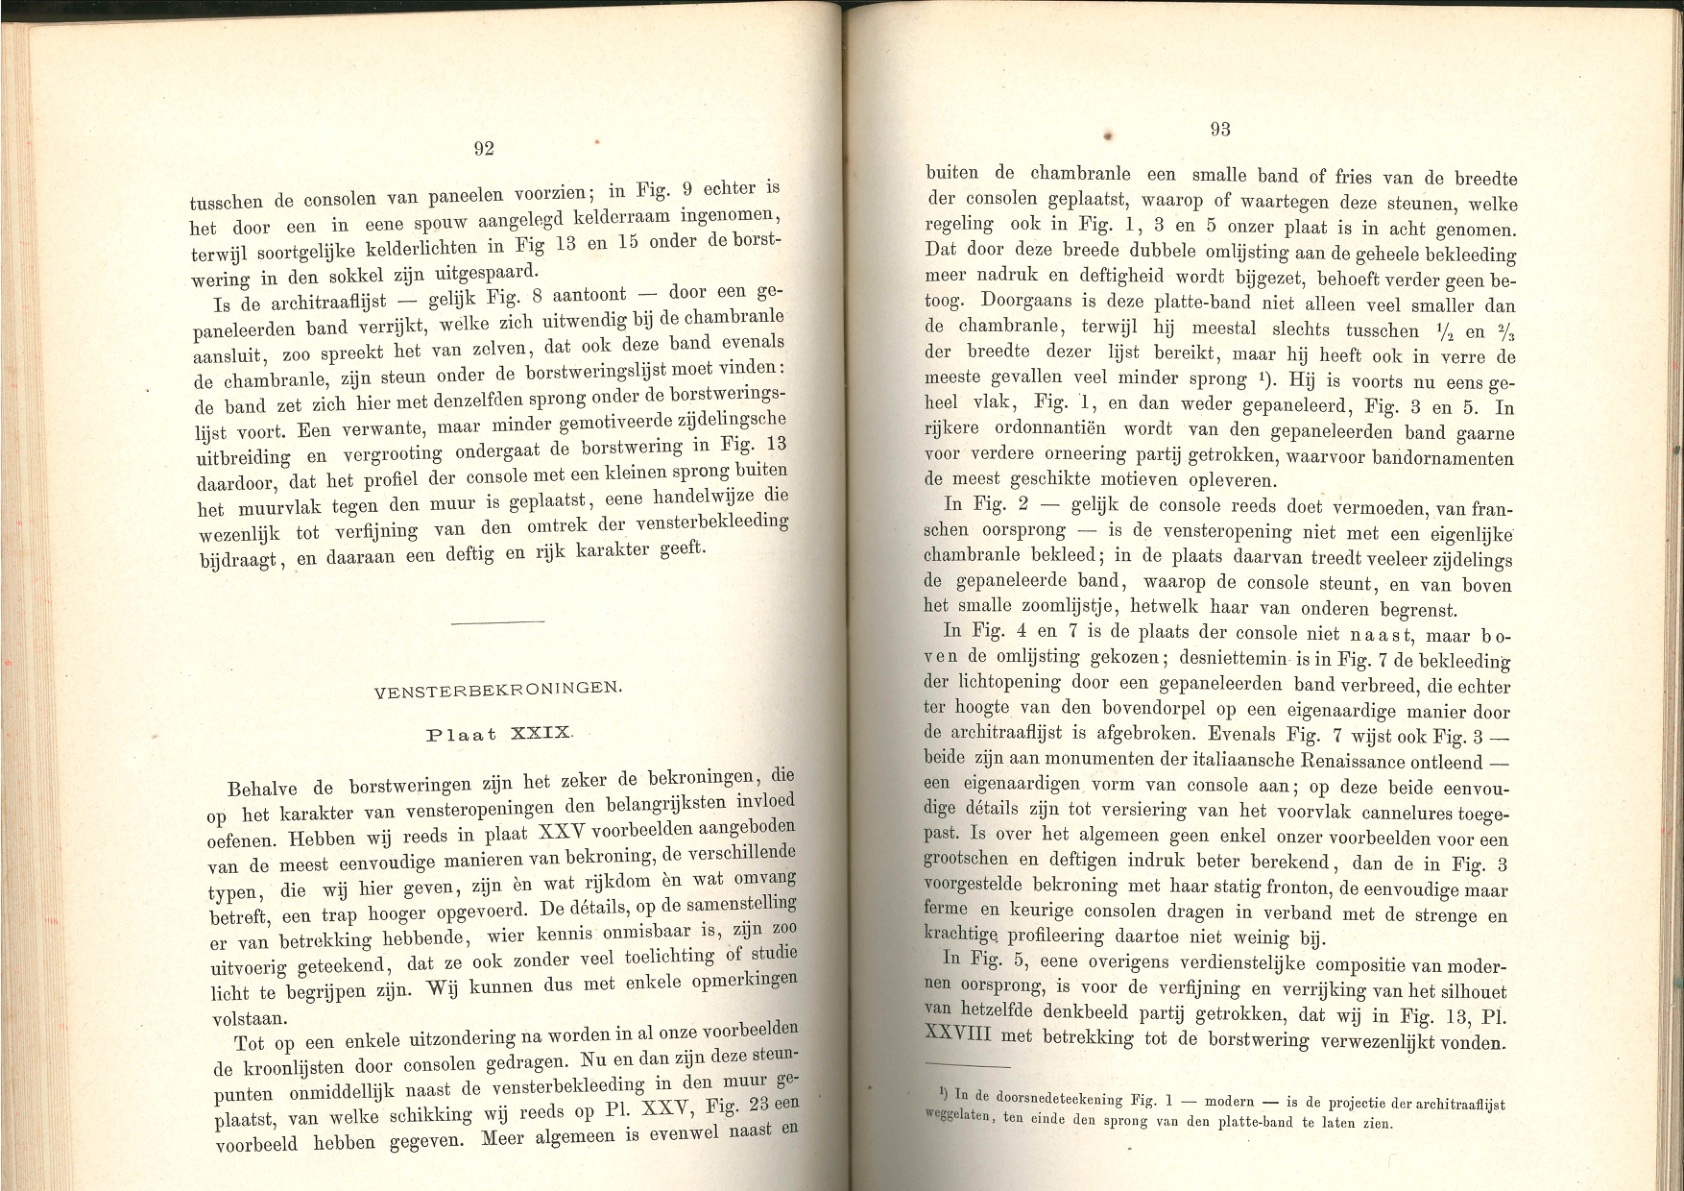 92
tusschen de consolen van paneelen voorzien; in Fig. 9 echter is
het door een in eene spouw aangelegd kelderraam ingenomen,
terwijl soortgelijke kelderlichten in Fig 13 en 15 onder de borst-
wering in den sokkel zijn uitgespaard.
Is de architraaflijst — gelijk Fig. 8 aantoont — door een ge-
paneleerden band verrijkt, welke zich uitwendig bij de chambranle
aansluit, zoo spreekt het van zelven, dat ook deze band evenals
de chambranle, zijn steun onder de borstweringslijst moet vinden:
de band zet zich hier met denzelfden sprong onder de borstwerings-
lijst voort. Een verwante, maar minder gemotiveerde zijdelingsche
uitbreiding en vergrooting ondergaat de borstwering in Fig. 13
daardoor, dat het profiel der console met een kleinen sprong buiten
het muurvlak tegen den muur is geplaatst, eene handelwijze die
wezenlijk tot verfijning van den omtrek der vensterbekleeding
bijdraagt, en daaraan een deftig en rijk karakter geeft.
VENSTERBEKRONINGEN.
Plaat XXIX.
Behalve de borstweringen zijn het zeker de bekroningen, die
op het karakter van vensteropeningen den belangrijksten invloed
oefenen. Hebben wij reeds in plaat XXV voorbeelden aangeboden
van de meest eenvoudige manieren van bekroning, de verschillende
typen, die wij hier geven, zijn èn wat rijkdom èn wat omvang
betreft, een trap hooger opgevoerd. De détails, op de samenstelling
er van betrekking hebbende, wier kennis onmisbaar is, zijn zoo
uitvoerig geteekend, dat ze ook zonder veel toelichting of studie
licht te begrijpen zijn. Wij kunnen dus met enkele opmerkingen
volstaan.
Tot op een enkele uitzondering na worden in al onze voorbeelden
de kroonlijsten door consolen gedragen. Nu en dan zijn deze steun-
punten onmiddellijk naast de vensterbekleeding in den muur ge-
plaatst, van welke schikking wij reeds op Pl. XXV, Fig. 23 een
voorbeeld hebben gegeven. Meer algemeen is evenwel naast en
93
buiten de chambranle een smalle band of fries van de breedte
der consolen geplaatst, waarop of waartegen deze steunen, welke
regeling ook in Fig. 1, 3 en 5 onzer plaat is in acht genomen.
Dat door deze breede dubbele omlijsting aan de geheele bekleeding
meer nadruk en deftigheid wordt bijgezet, behoeft verder geen be-
toog. Doorgaans is deze platte-band niet alleen veel smaller dan
de chambranle, terwijl hij meestal slechts tusschen ½ en ⅔
der breedte dezer lijst bereikt, maar hij heeft ook in verre de
meeste gevallen veel minder sprong ¹). Hij is voorts nu eens ge-
heel vlak, Fig. 1, en dan weder gepaneleerd, Fig. 3 en 5. In
rijkere ordonnantiën wordt van den gepaneleerden band gaarne
voor verdere orneering partij getrokken, waarvoor bandornamenten
de meest geschikte motieven opleveren.
In Fig. 2 — gelijk de console reeds doet vermoeden, van fran-
schen oorsprong — is de vensteropening niet met een eigenlijke
chambranle bekleed; in de plaats daarvan treedt veeleer zijdelings
de gepaneleerde band, waarop de console steunt, en van boven
het smalle zoomlijstje, hetwelk haar van onderen begrenst.
In Fig. 4 en 7 is de plaats der console niet naast, maar bo-
ven de omlijsting gekozen; desniettemin is in Fig. 7 de bekleeding
der lichtopening door een gepaneleerden band verbreed, die echter
ter hoogte van den bovendorpel op een eigenaardige manier door
de architraaflijst is afgebroken. Evenals Fig. 7 wijst ook Fig. 3 —
beide zijn aan monumenten der italiaansche Renaissance ontleend —
een eigenaardigen vorm van console aan; op deze beide eenvou-
dige détails zijn tot versiering van het voorvlak cannelures toege-
past. Is over het algemeen geen enkel onzer voorbeelden voor een
grootschen en deftigen indruk beter berekend, dan de in Fig. 3
voorgestelde bekroning met haar statig fronton, de eenvoudige maar
ferme en keurige consolen dragen in verband met de strenge en
krachtige profileering daartoe niet weinig bij.
In Fig. 5, eene overigens verdienstelijke compositie van moder-
nen oorsprong, is voor de verfijning en verrijking van het silhouet
van hetzelfde denkbeeld partij getrokken, dat wij in Fig. 13, Pl.
XXVIII met betrekking tot de borstwering verwezenlijkt vonden.
¹) In de doorsnedeteekening Fig. 1 — modern — is de projectie der architraaflijst
weggelaten, ten einde den sprong van den platte-band te laten zien.